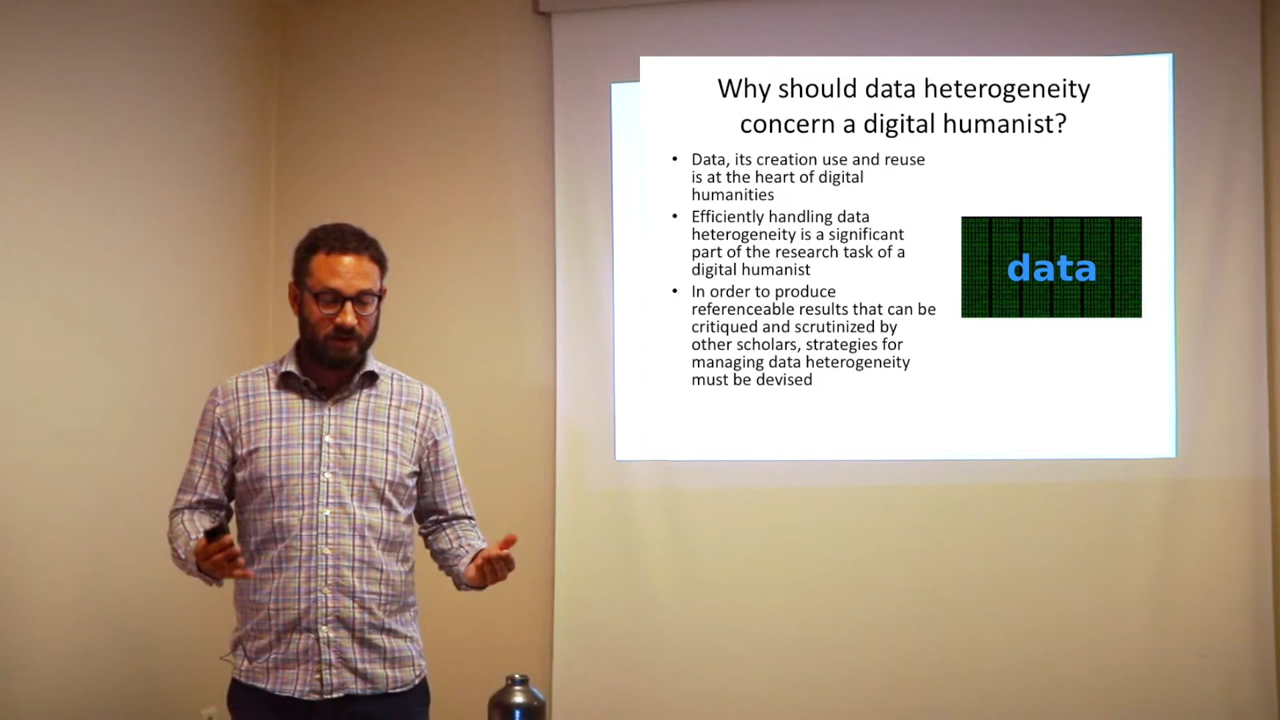 Why should data heterogeneity
concern a digital humanist?
• Data, its creation use and reuse
is at the heart of digital
humanities
• Efficiently handling data
heterogeneity is a significant
part of the research task of a
digital humanist
• In order to produce
referenceable results that can be
critiqued and scrutinized by
other scholars, strategies for
managing data heterogeneity
must be devised
data